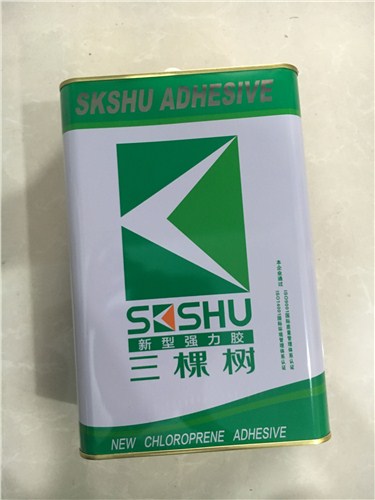 SKSHU ADHESIVE
SKSHU
新型强力胶
三棵树
NEW CHLOROPRENE ADHESIVE